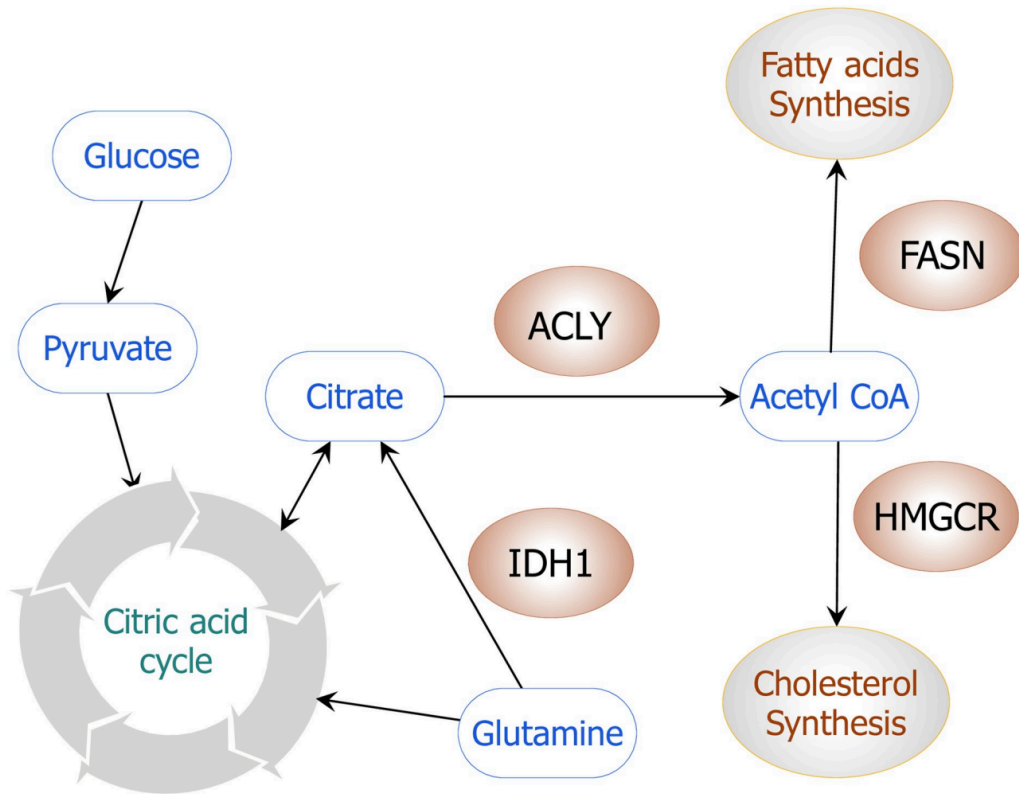 Fatty acids
Synthesis
Glucose
FASN
ACLY
Pyruvate
Citrate
Acetyl CoA
HMGCR
IDH1
Citric acid
cycle
Cholesterol
Synthesis
Glutamine